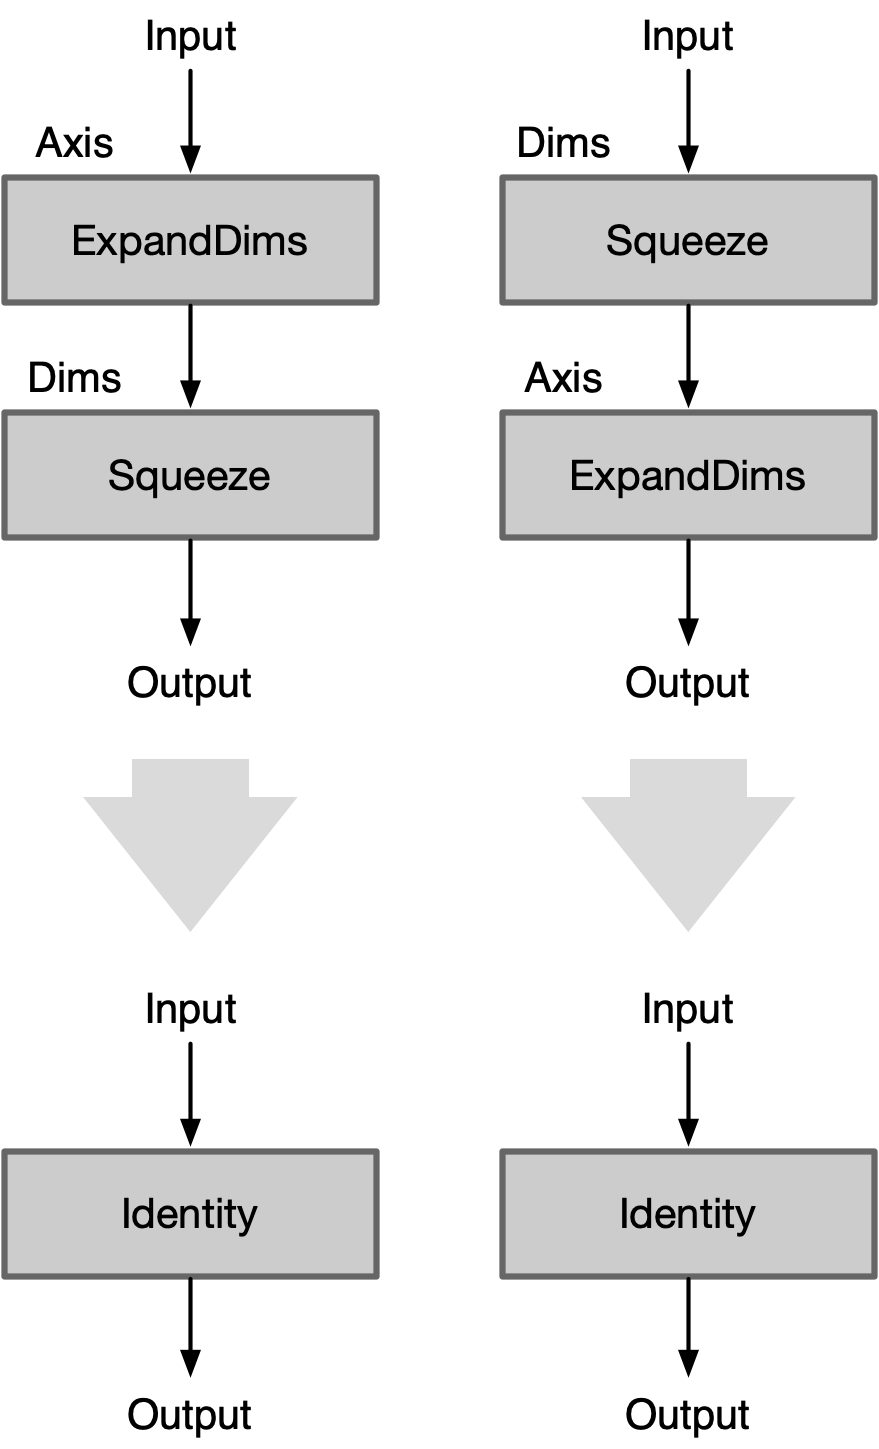 Input
Axis
ExpandDims
Dims
Squeeze
Output
Input
Identity
Output
Input
Dims
Squeeze
Axis
ExpandDims
Output
Input
Identity
Output